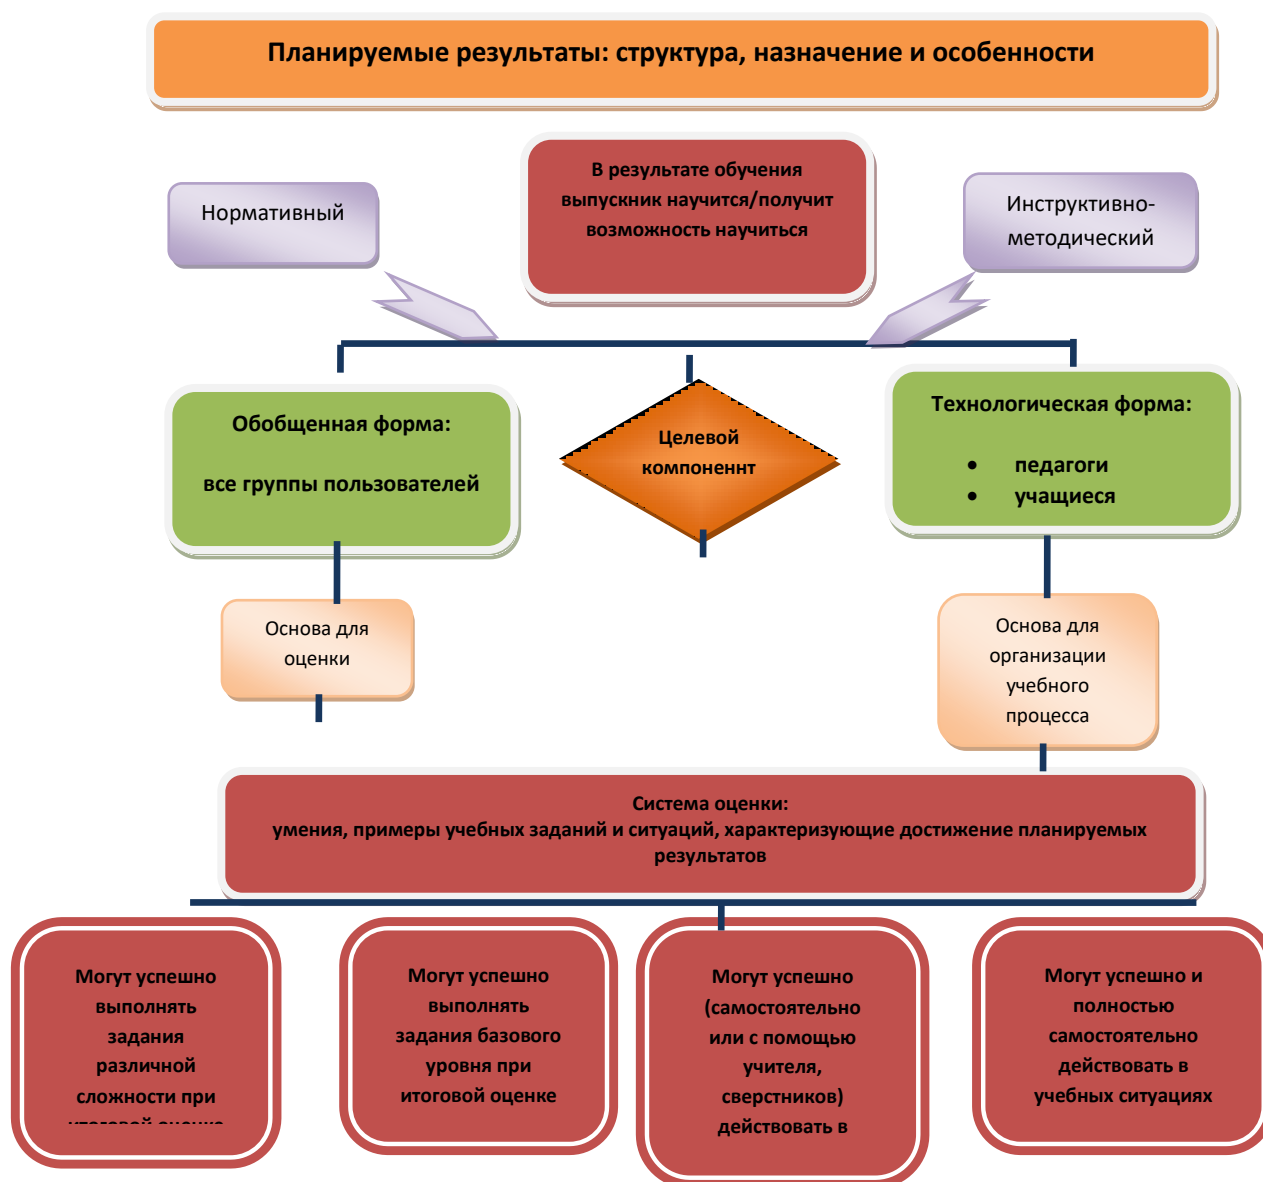 Планируемые результаты: структура, назначение и особенности
В результате обучения
выпускник научится/получит
возможность научиться
Нормативный
Инструктивно-
методический
Обобщенная форма:
все группы пользователей
Целевой
компоненнт
Технологическая форма:
• педагоги
• учащиеся
Основа для
оценки
Основа для
организации
учебного
процесса
Система оценки:
умения, примеры учебных заданий и ситуаций, характеризующие достижение планируемых
результатов
Могут успешно
выполнять
задания
различной
сложности при
итоговой оценке
Могут успешно
выполнять
задания базового
уровня при
итоговой оценке
Могут успешно
(самостоятельно
или с помощью
учителя,
сверстников)
действовать в
Могут успешно и
полностью
самостоятельно
действовать в
учебных ситуациях